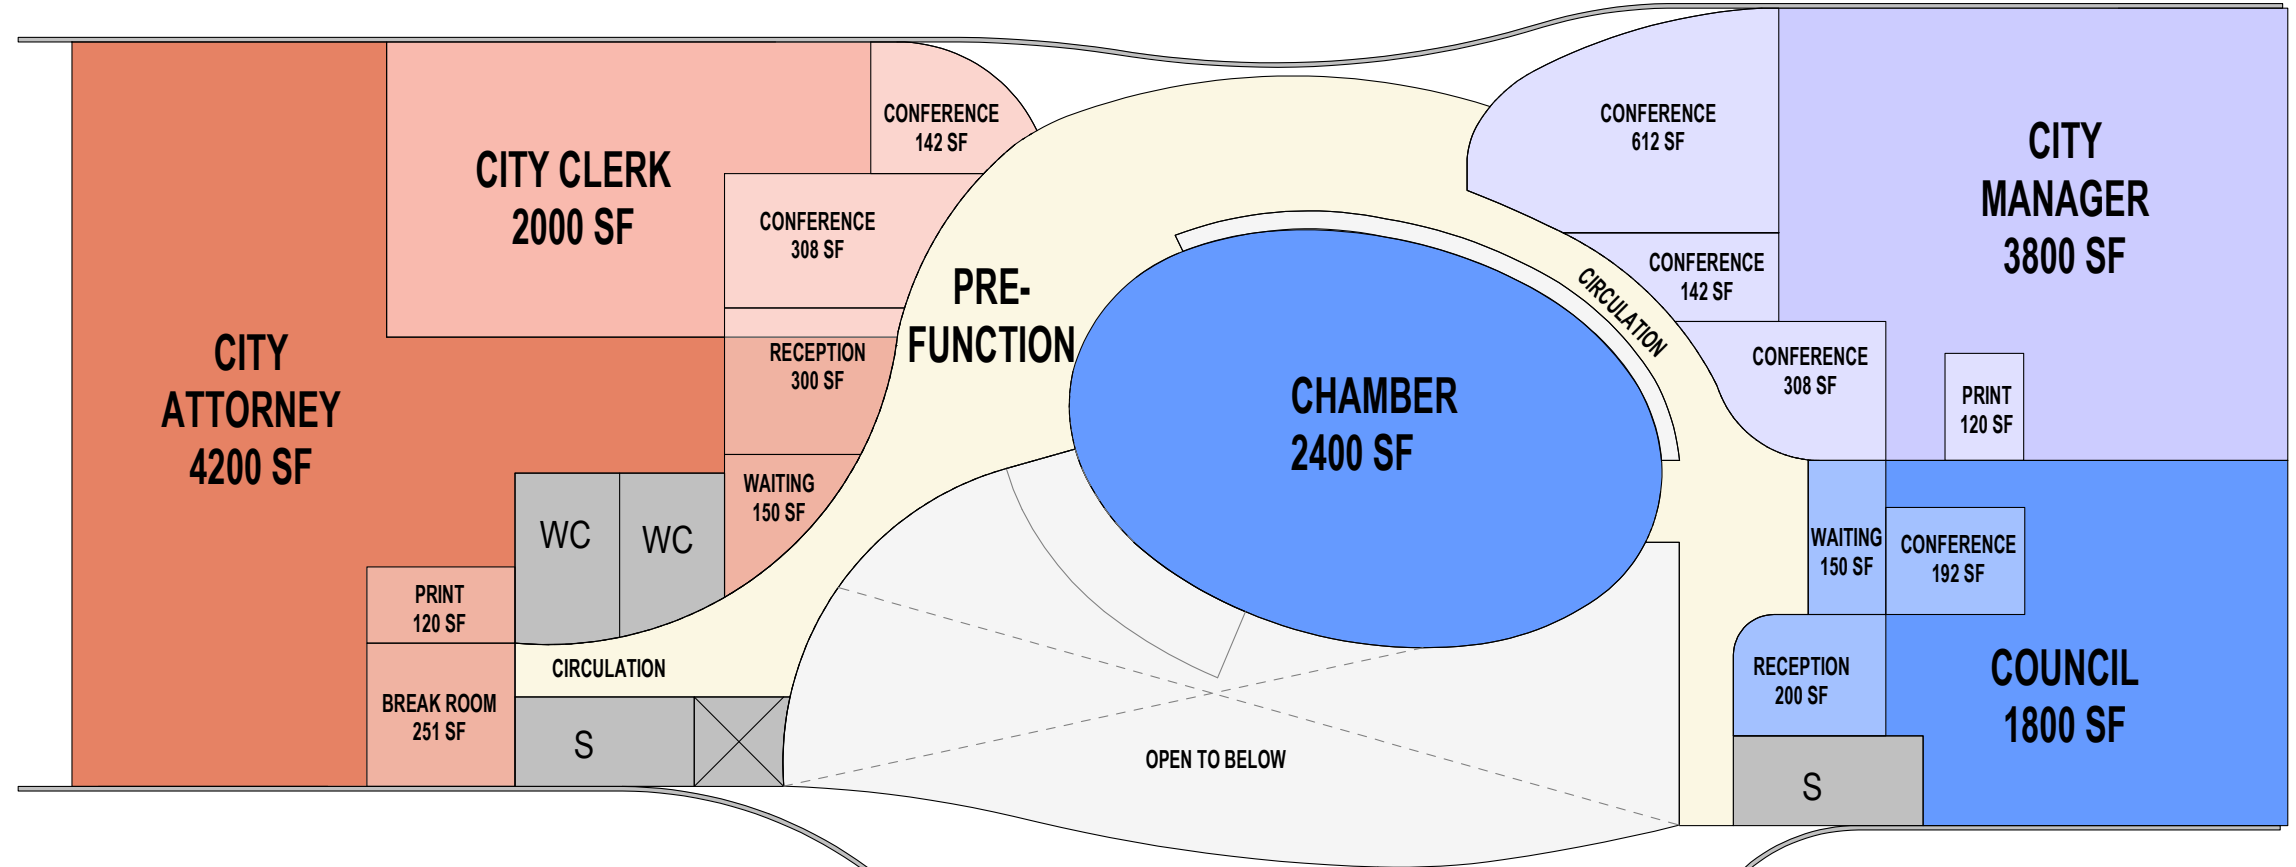 CITY
ATTORNEY
4200 SF
CITY CLERK
2000 SF
CONFERENCE
142 SF
CONFERENCE
308 SF
RECEPTION
300 SF
WAITING
150 SF
WC
WC
PRINT
120 SF
BREAK ROOM
251 SF
CIRCULATION
S
PRE-
FUNCTION
CHAMBER
2400 SF
OPEN TO BELOW
CIRCULATION
CONFERENCE
612 SF
CONFERENCE
142 SF
CONFERENCE
308 SF
CITY
MANAGER
3800 SF
PRINT
120 SF
WAITING
150 SF
CONFERENCE
192 SF
RECEPTION
200 SF
COUNCIL
1800 SF
S